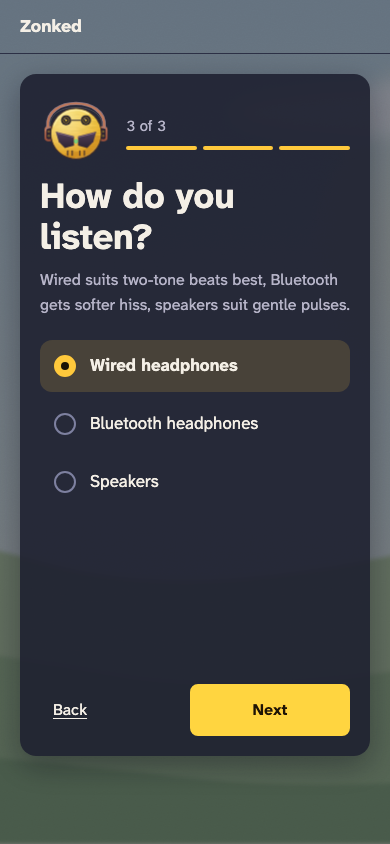 Zonked
3 of 3
How do you
listen?
Wired suits two-tone beats best, Bluetooth
gets softer hiss, speakers suit gentle pulses.
Wired headphones
Bluetooth headphones
Speakers
Back
Next